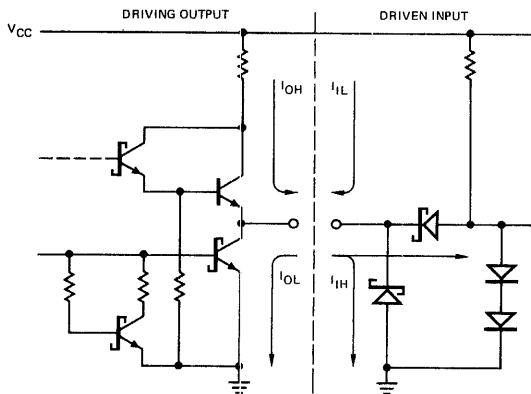 DRIVING OUTPUT
DRIVEN INPUT
VCC
IOH
IIL
IOL
IIH